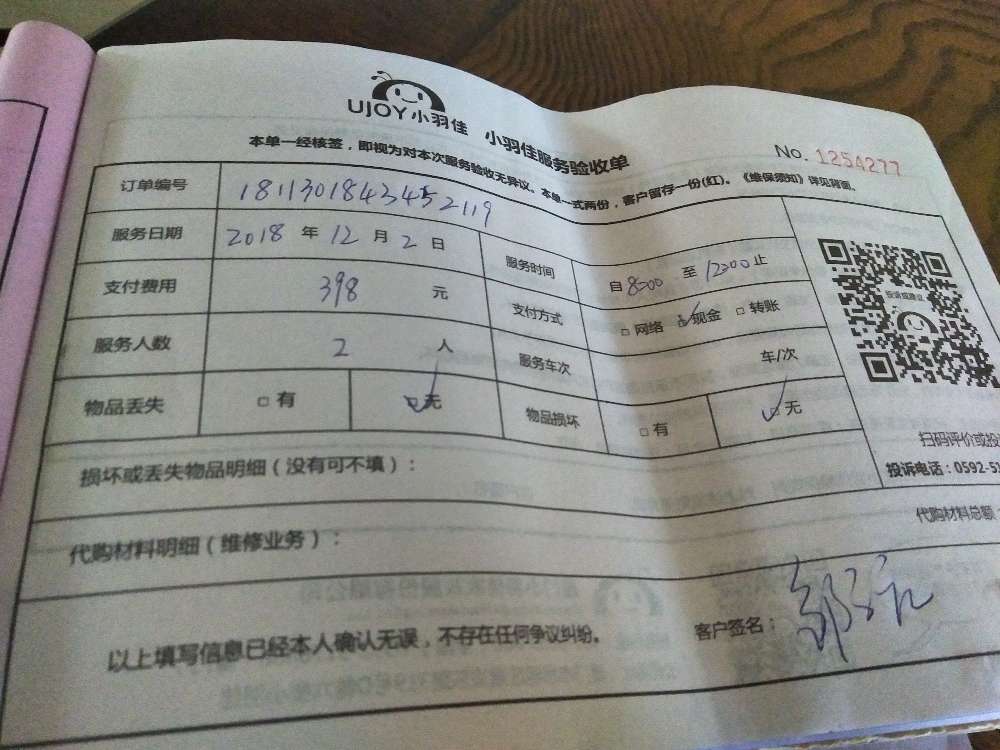 UJOY小羽佳 小羽佳服务验收单
No. 1254277
本单一经核签，即视为对本次服务验收无异议。本单一式两份，客户留存一份(红)。《维保须知》详见背面。
订单编号 1811301843452119
服务日期 2018 年 12 月 2 日 服务时间 自 8:00 至 12:00 止
支付费用 398 元 支付方式 □ 网络 ☑ 现金 □ 转账
服务人数 2 人 服务车次 车/次
物品丢失 □ 有 ☑ 无 物品损坏 □ 有 ☑ 无
投诉或建议
扫码评价或投
投诉电话：0592-5
损坏或丢失物品明细（没有可不填）：
代购材料明细（维修业务）：
代购材料总额：
以上填写信息已经本人确认无误，不存在任何争议纠纷。
客户签名：